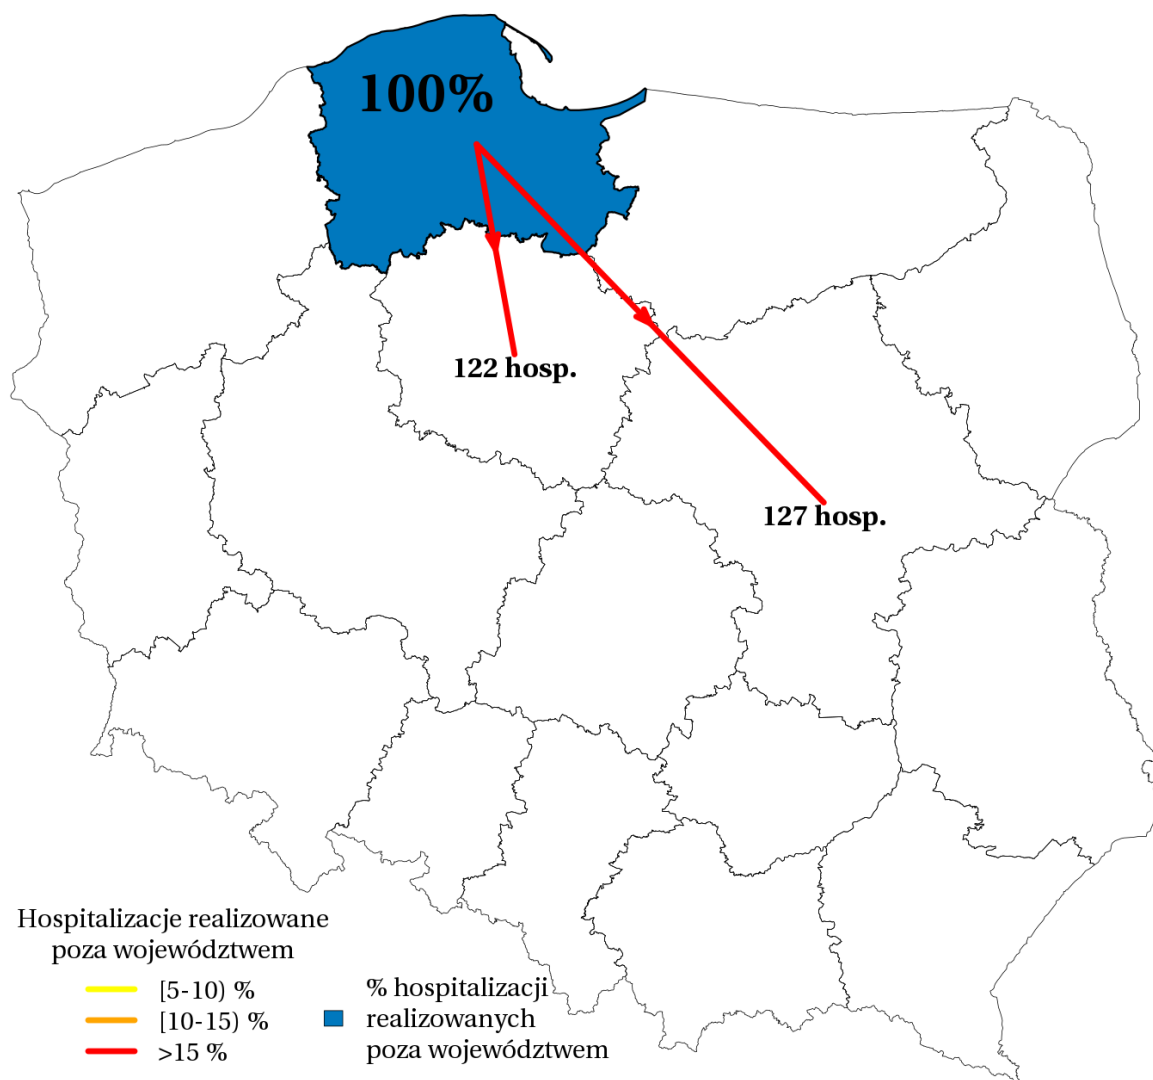 100%
122 hosp.
127 hosp.
Hospitalizacje realizowane
poza województwem
[5-10) %
[10-15) %
>15 %
% hospitalizacji
realizowanych
poza województwem